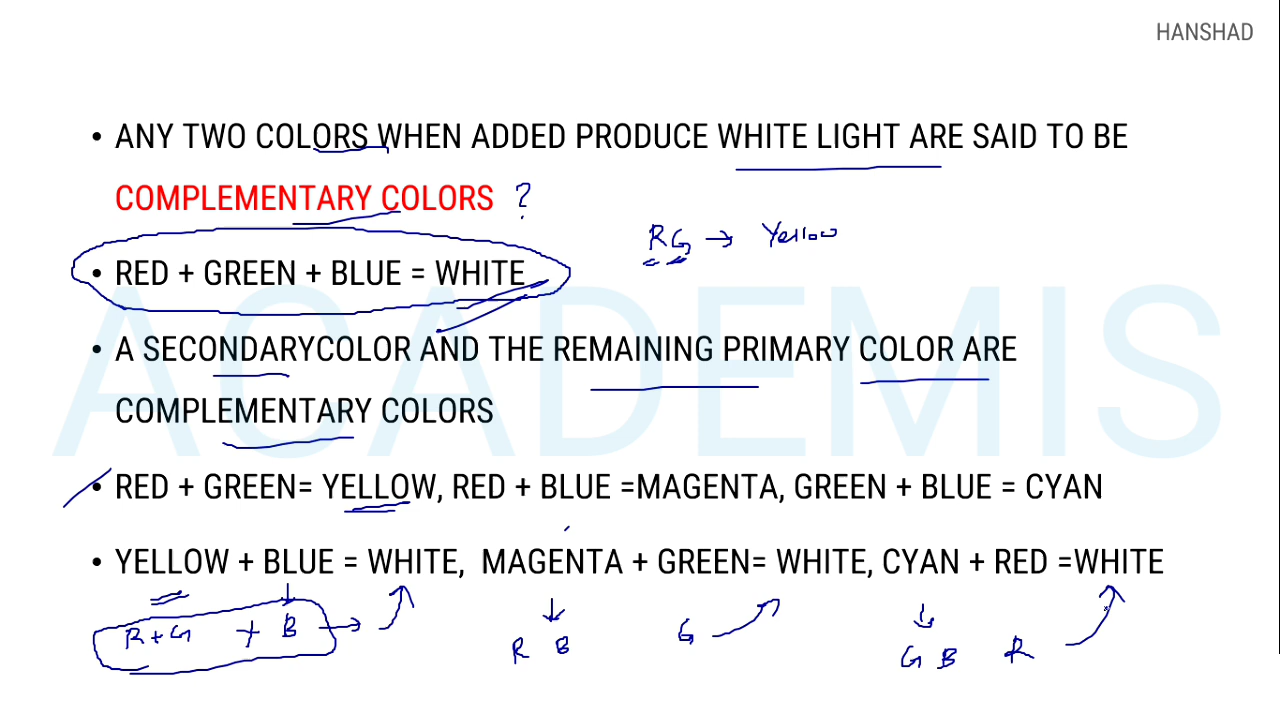 HANSHAD
• ANY TWO COLORS WHEN ADDED PRODUCE WHITE LIGHT ARE SAID TO BE
COMPLEMENTARY COLORS ?
RG → Yellow
• RED + GREEN + BLUE = WHITE
ACADEMIS
• A SECONDARYCOLOR AND THE REMAINING PRIMARY COLOR ARE
COMPLEMENTARY COLORS
• RED + GREEN= YELLOW, RED + BLUE =MAGENTA, GREEN + BLUE = CYAN
• YELLOW + BLUE = WHITE, MAGENTA + GREEN= WHITE, CYAN + RED =WHITE
R+G + B → R B G G B R